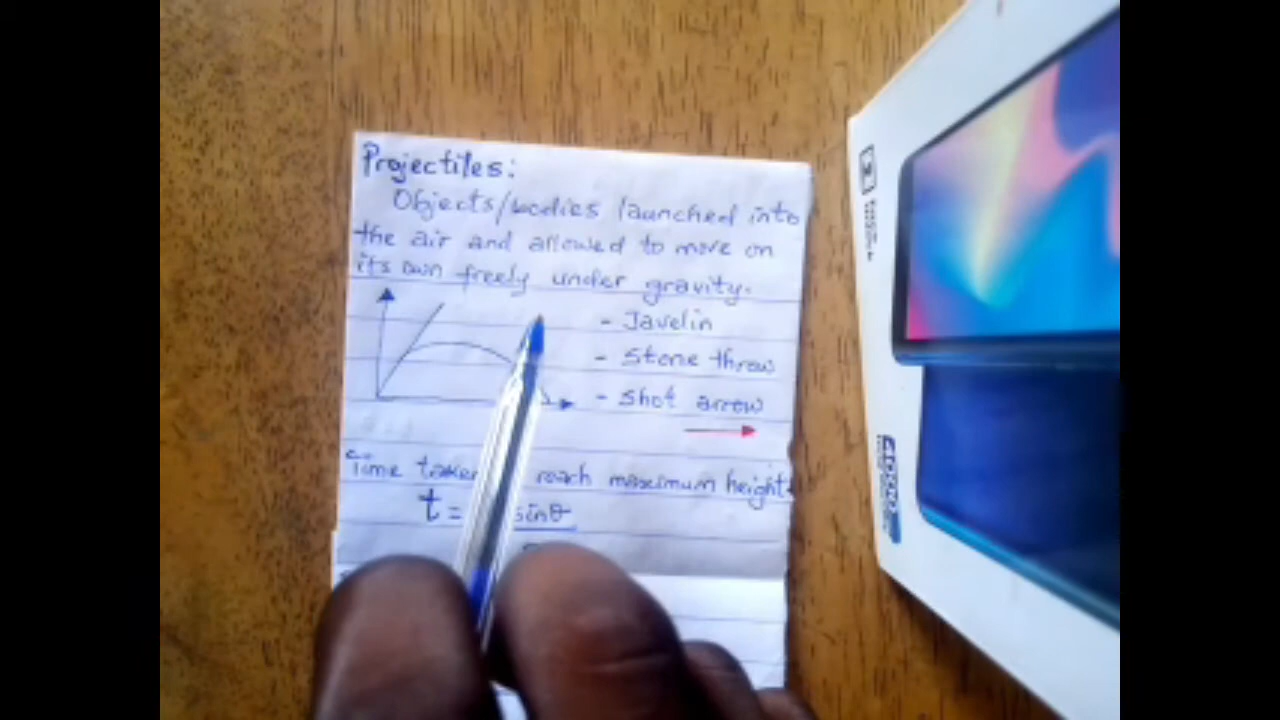 Projectiles:
Objects/bodies launched into
the air and allowed to move on
its own freely under gravity.
- Javelin
- Stone throw
- Shot arrow
Time taken reach maximum height
t = sinθ